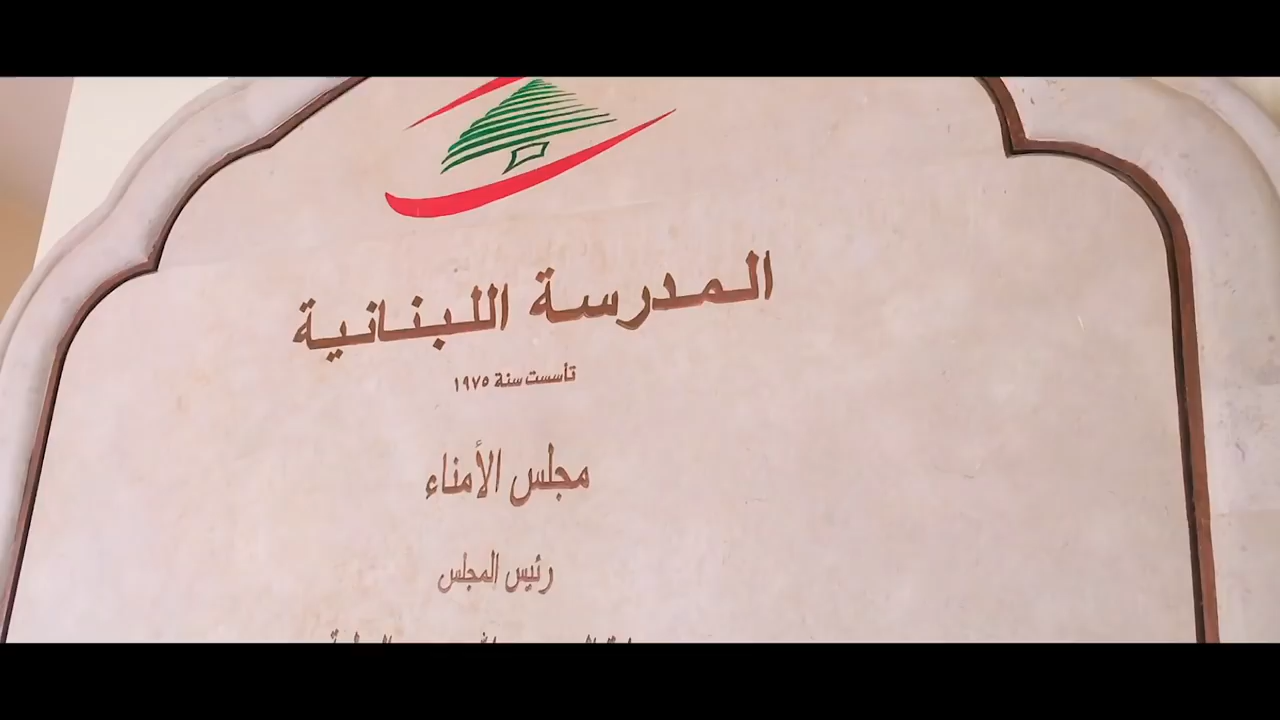 المدرسة اللبنانية
تأسست سنة ١٩٧٥
مجلس الأمناء
رئيس المجلس